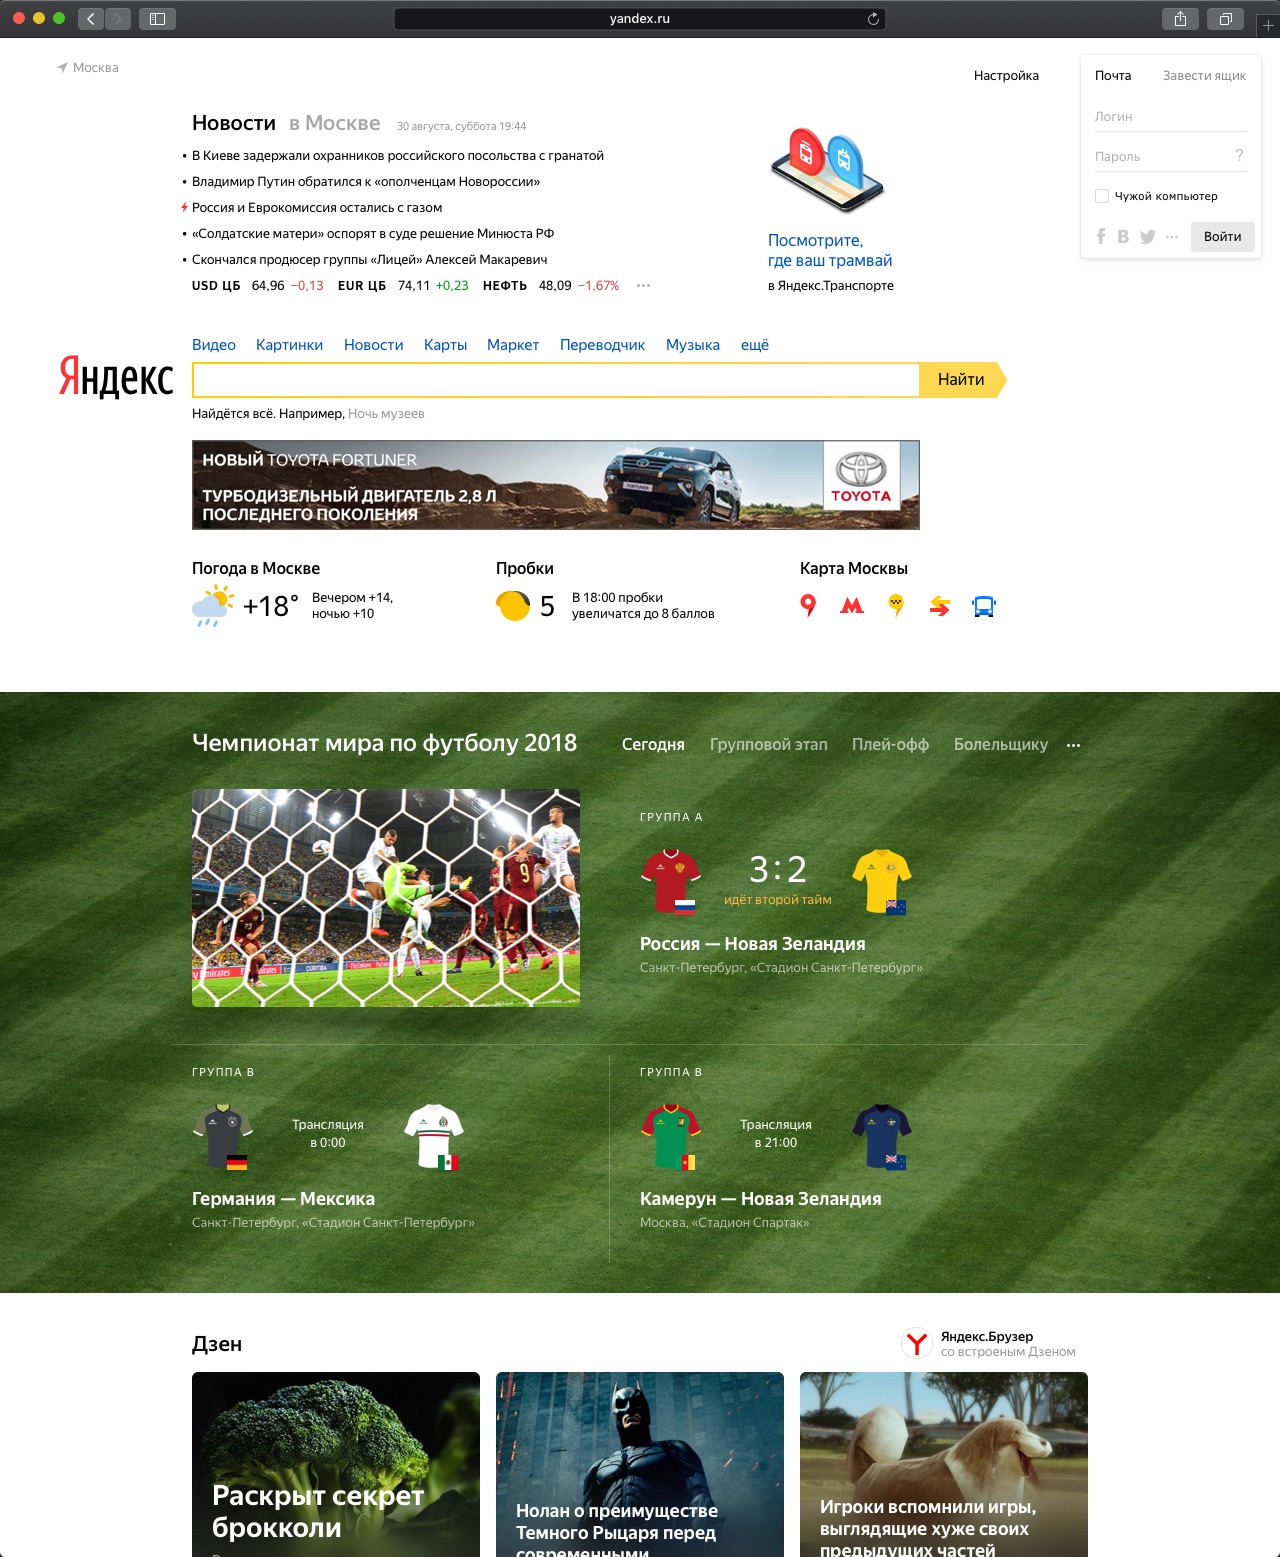 yandex.ru
Москва
Настройка
Почта Завести ящик
Логин
Пароль ?
Чужой компьютер
Войти
Новости в Москве 30 августа, суббота 19:44
• В Киеве задержали охранников российского посольства с гранатой
• Владимир Путин обратился к «ополченцам Новороссии»
Россия и Еврокомиссия остались с газом
• «Солдатские матери» оспорят в суде решение Минюста РФ
• Скончался продюсер группы «Лицей» Алексей Макаревич
USD ЦБ 64,96 −0,13 EUR ЦБ 74,11 +0,23 НЕФТЬ 48,09 −1,67% •••
Посмотрите,
где ваш трамвай
в Яндекс.Транспорте
Видео Картинки Новости Карты Маркет Переводчик Музыка ещё
Яндекс
Найти
Найдётся всё. Например, Ночь музеев
НОВЫЙ TOYOTA FORTUNER
ТУРБОДИЗЕЛЬНЫЙ ДВИГАТЕЛЬ 2,8 Л
ПОСЛЕДНЕГО ПОКОЛЕНИЯ
FORTUNER
TOYOTA
Погода в Москве
+18°
Вечером +14,
ночью +10
Пробки
5
В 18:00 пробки
увеличатся до 8 баллов
Карта Москвы
Чемпионат мира по футболу 2018
Сегодня Групповой этап Плей-офф Болельщику •••
9
23
Emirates
CURITIBA
Fly Emirates
ГРУППА А
3:2
идёт второй тайм
Россия — Новая Зеландия
Санкт-Петербург, «Стадион Санкт-Петербург»
ГРУППА В
Трансляция
в 0:00
Германия — Мексика
Санкт-Петербург, «Стадион Санкт-Петербург»
ГРУППА В
Трансляция
в 21:00
Камерун — Новая Зеландия
Москва, «Стадион Спартак»
Дзен
Яндекс.Брузер
со встроеным Дзеном
Раскрыт секрет
брокколи
Нолан о преимуществе
Темного Рыцаря перед
современными
Игроки вспомнили игры,
выглядящие хуже своих
предыдущих частей